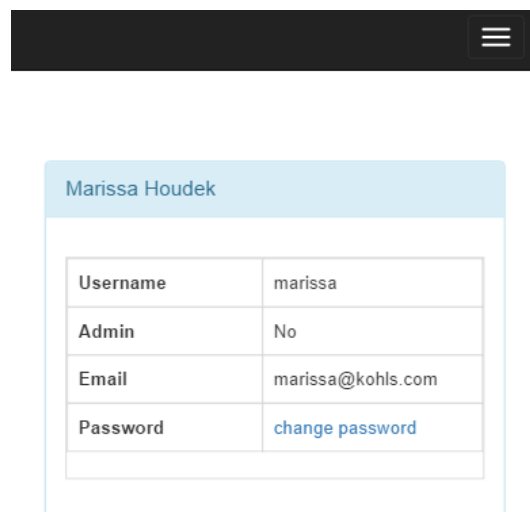 Marissa Houdek
Username marissa
Admin No
Email marissa@kohls.com
Password change password